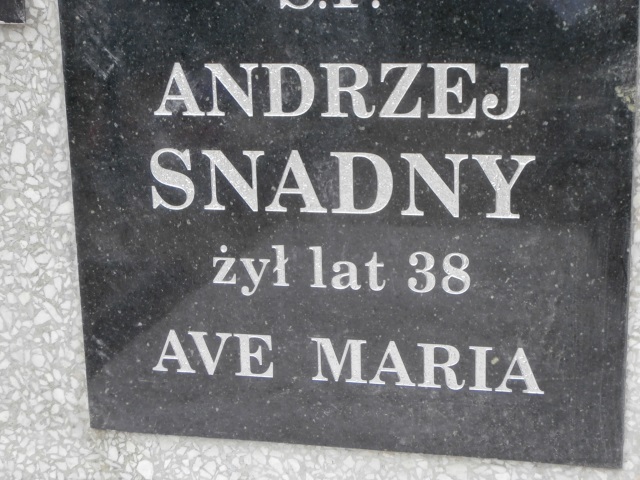 Ś.P.
ANDRZEJ
SNADNY
żył lat 38
AVE MARIA